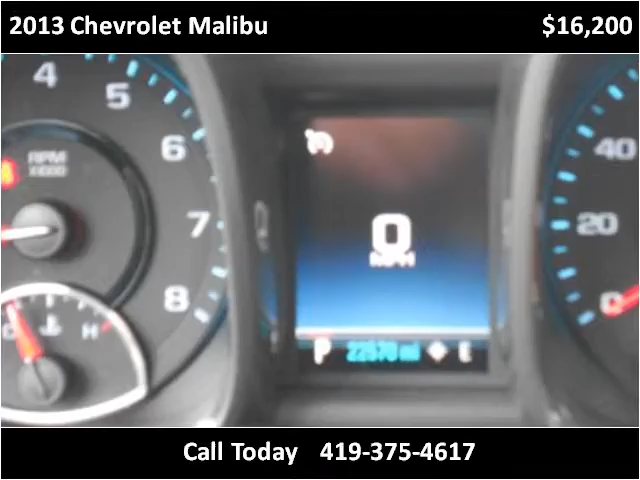 2013 Chevrolet Malibu $16,200
4
5
6
7
8
RPM
X1000
C H
0
MPH
P mi E
40
20
0
Call Today 419-375-4617